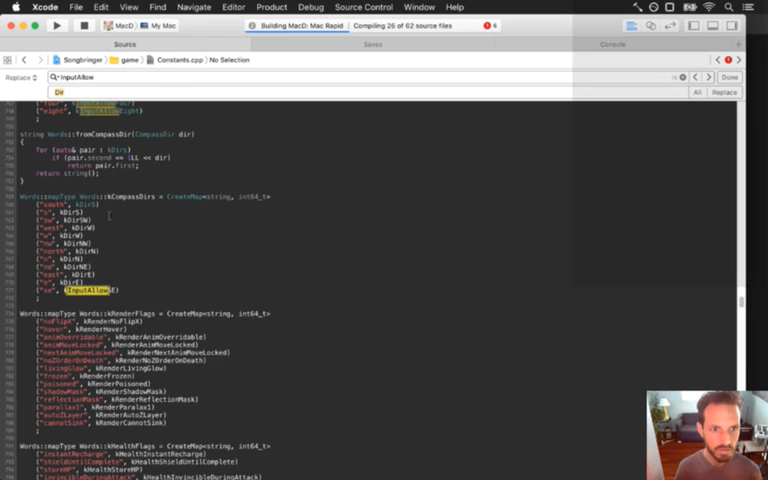 Xcode File Edit View Find Navigate Editor Product Debug Source Control Window Help
MacD My Mac Building MacD: Mac Rapid Compiling 26 of 62 source files 6
Source Saves Console
Songbringer game Constants.cpp No Selection
Replace InputAllow Done
Dir All Replace
("four", kInputAllowFour)
("eight", kInputAllowEight)
;
string Words::fromCompassDir(CompassDir dir)
{
for (auto& pair : kDirs)
if (pair.second == 1LL << dir)
return pair.first;
return string();
}
Words::mapType Words::kCompassDirs = CreateMap<string, int64_t>
("south", kDirS)
("s", kDirS)
("sw", kDirSW)
("west", kDirW)
("w", kDirW)
("nw", kDirNW)
("north", kDirN)
("n", kDirN)
("ne", kDirNE)
("east", kDirE)
("e", kDirE)
("se", kInputAllowSE)
;
Words::mapType Words::kRenderFlags = CreateMap<string, int64_t>
("noFlipX", kRenderNoFlipX)
("hover", kRenderHover)
("animOverridable", kRenderAnimOverridable)
("animMoveLocked", kRenderAnimMoveLocked)
("nextAnimMoveLocked", kRenderNextAnimMoveLocked)
("noZOrderOnDeath", kRenderNoZOrderOnDeath)
("livingGlow", kRenderLivingGlow)
("frozen", kRenderFrozen)
("poisoned", kRenderPoisoned)
("shadowMask", kRenderShadowMask)
("reflectionMask", kRenderReflectionMask)
("paralax1", kRenderParalax1)
("autoZLayer", kRenderAutoZLayer)
("cannotSink", kRenderCannotSink)
;
Words::mapType Words::kHealthFlags = CreateMap<string, int64_t>
("instantRecharge", kHealthInstantRecharge)
("shieldUntilComplete", kHealthShieldUntilComplete)
("storeHP", kHealthStoreHP)
("invincibleDuringAttack", kHealthInvincibleDuringAttack)